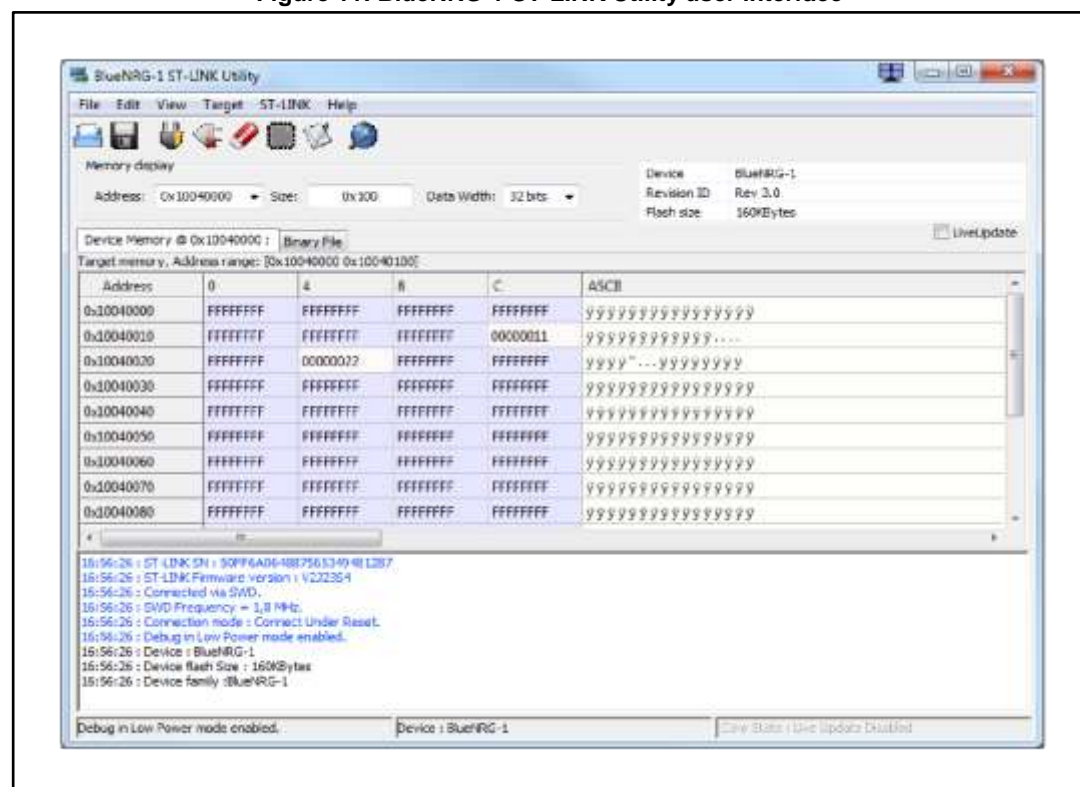 BlueNRG-1 ST-LINK Utility
File Edit View Target ST-LINK Help
Memory display
Address: 0x10040000 Size: 0x100 Data Width: 32 bits
Device BlueNRG-1
Revision ID Rev 3.0
Flash size 160KBytes
LiveUpdate
Device Memory @ 0x10040000 : Binary File
Target memory, Address range: [0x10040000 0x10040100]
Address 0 4 8 C ASCII
0x10040000 FFFFFFFF FFFFFFFF FFFFFFFF FFFFFFFF ÿÿÿÿÿÿÿÿÿÿÿÿÿÿÿÿ
0x10040010 FFFFFFFF FFFFFFFF FFFFFFFF 00000011 ÿÿÿÿÿÿÿÿÿÿÿÿ....
0x10040020 FFFFFFFF 00000022 FFFFFFFF FFFFFFFF ÿÿÿÿ"...ÿÿÿÿÿÿÿÿ
0x10040030 FFFFFFFF FFFFFFFF FFFFFFFF FFFFFFFF ÿÿÿÿÿÿÿÿÿÿÿÿÿÿÿÿ
0x10040040 FFFFFFFF FFFFFFFF FFFFFFFF FFFFFFFF ÿÿÿÿÿÿÿÿÿÿÿÿÿÿÿÿ
0x10040050 FFFFFFFF FFFFFFFF FFFFFFFF FFFFFFFF ÿÿÿÿÿÿÿÿÿÿÿÿÿÿÿÿ
0x10040060 FFFFFFFF FFFFFFFF FFFFFFFF FFFFFFFF ÿÿÿÿÿÿÿÿÿÿÿÿÿÿÿÿ
0x10040070 FFFFFFFF FFFFFFFF FFFFFFFF FFFFFFFF ÿÿÿÿÿÿÿÿÿÿÿÿÿÿÿÿ
0x10040080 FFFFFFFF FFFFFFFF FFFFFFFF FFFFFFFF ÿÿÿÿÿÿÿÿÿÿÿÿÿÿÿÿ
16:56:26 : ST-LINK SN :
16:56:26 : ST-LINK Firmware version :
16:56:26 : Connected via SWD.
16:56:26 : SWD Frequency = 1,8 MHz.
16:56:26 : Connection mode : Connect Under Reset.
16:56:26 : Debug in Low Power mode enabled.
16:56:26 : Device : BlueNRG-1
16:56:26 : Device flash Size : 160KBytes
16:56:26 : Device family :BlueNRG-1
Debug in Low Power mode enabled. Device : BlueNRG-1 Core State : Live Update Disabled